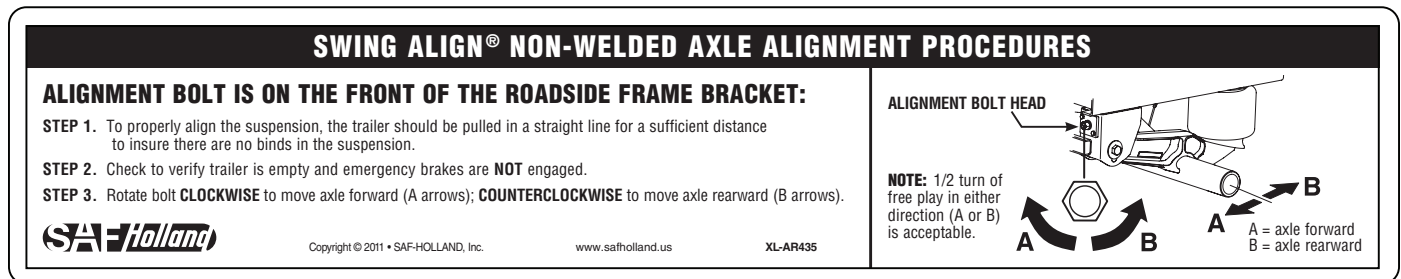 SWING ALIGN® NON-WELDED AXLE ALIGNMENT PROCEDURES
ALIGNMENT BOLT IS ON THE FRONT OF THE ROADSIDE FRAME BRACKET:
STEP 1. To properly align the suspension, the trailer should be pulled in a straight line for a sufficient distance
to insure there are no binds in the suspension.
STEP 2. Check to verify trailer is empty and emergency brakes are NOT engaged.
STEP 3. Rotate bolt CLOCKWISE to move axle forward (A arrows); COUNTERCLOCKWISE to move axle rearward (B arrows).
SAF Holland
Copyright © 2011 • SAF-HOLLAND, Inc.
www.safholland.us
XL-AR435
ALIGNMENT BOLT HEAD
NOTE: 1/2 turn of
free play in either
direction (A or B)
is acceptable.
A
B
A
B
A = axle forward
B = axle rearward